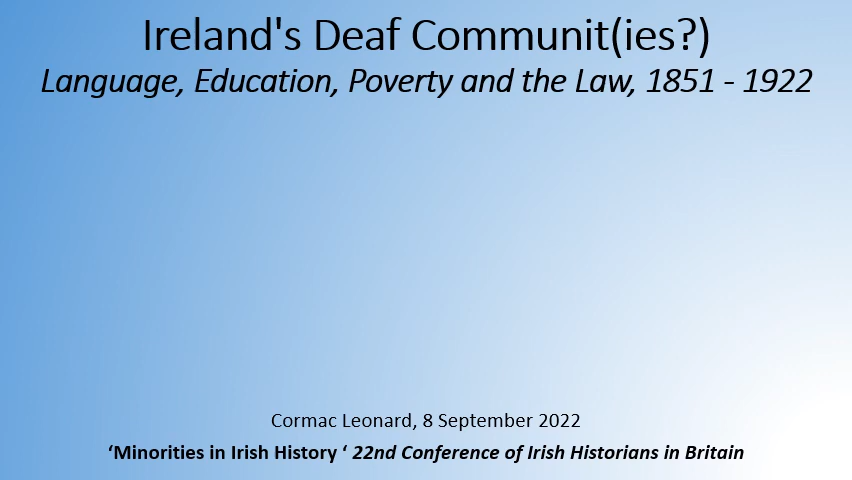 Ireland's Deaf Communit(ies?)
Language, Education, Poverty and the Law, 1851 - 1922
Cormac Leonard, 8 September 2022
‘Minorities in Irish History ‘ 22nd Conference of Irish Historians in Britain